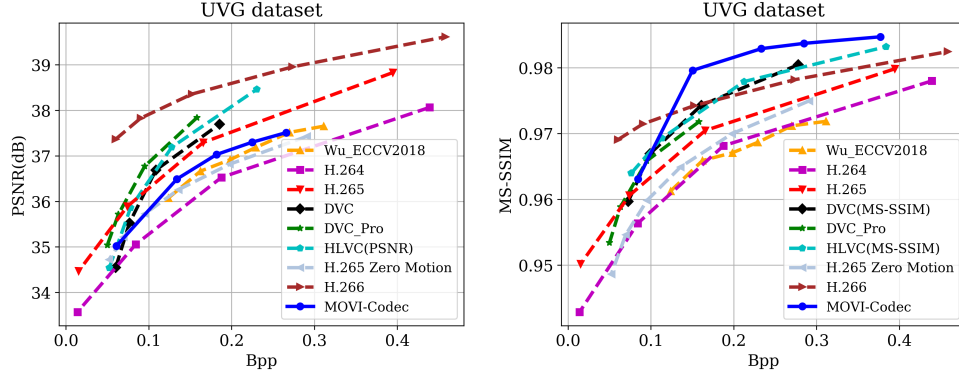 UVG dataset
PSNR(dB)
39
38
37
36
35
34
0.0 0.1 0.2 0.3 0.4
Bpp
Wu_ECCV2018
H.264
H.265
DVC
DVC_Pro
HLVC(PSNR)
H.265 Zero Motion
H.266
MOVI-Codec
UVG dataset
MS-SSIM
0.98
0.97
0.96
0.95
0.0 0.1 0.2 0.3 0.4
Bpp
Wu_ECCV2018
H.264
H.265
DVC(MS-SSIM)
DVC_Pro
HLVC(MS-SSIM)
H.265 Zero Motion
H.266
MOVI-Codec